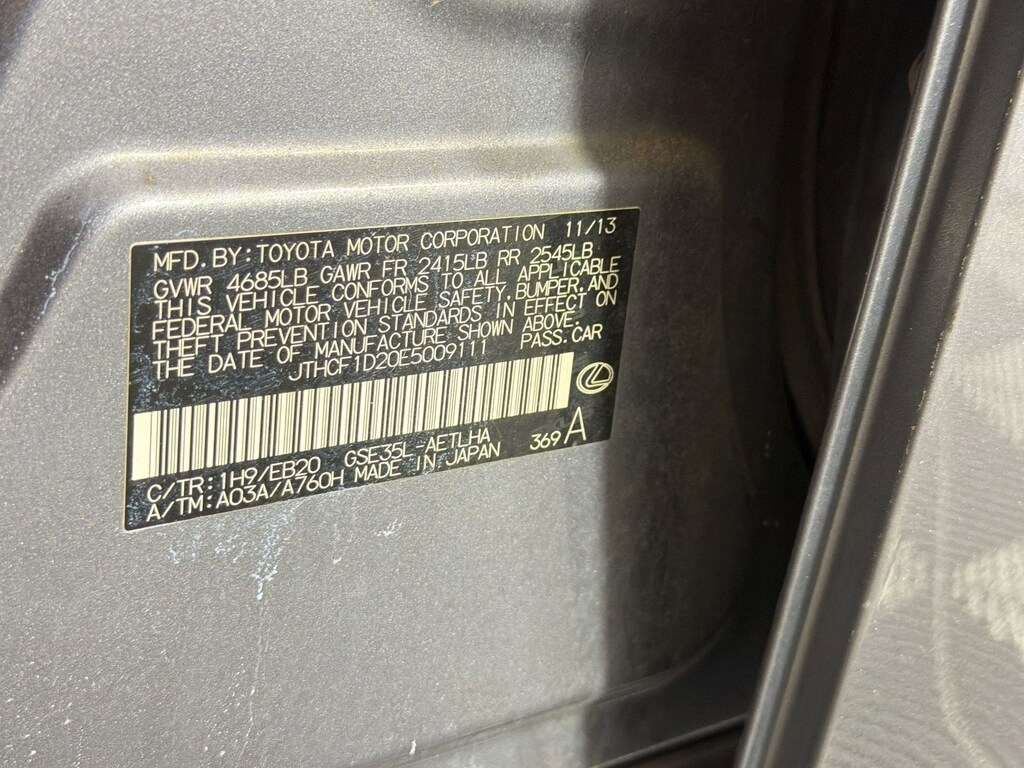 MFD. BY: TOYOTA MOTOR CORPORATION 11/13
GVWR 4685LB GAWR FR 2415LB RR 2545LB
THIS VEHICLE CONFORMS TO ALL APPLICABLE
FEDERAL MOTOR VEHICLE SAFETY, BUMPER, AND
THEFT PREVENTION STANDARDS IN EFFECT ON
THE DATE OF MANUFACTURE SHOWN ABOVE.
JTHCF1D20E5009111 PASS. CAR
C/TR: 1H9/EB20 GSE35L-AETLHA 369 A
A/TM: A03A/A760H MADE IN JAPAN